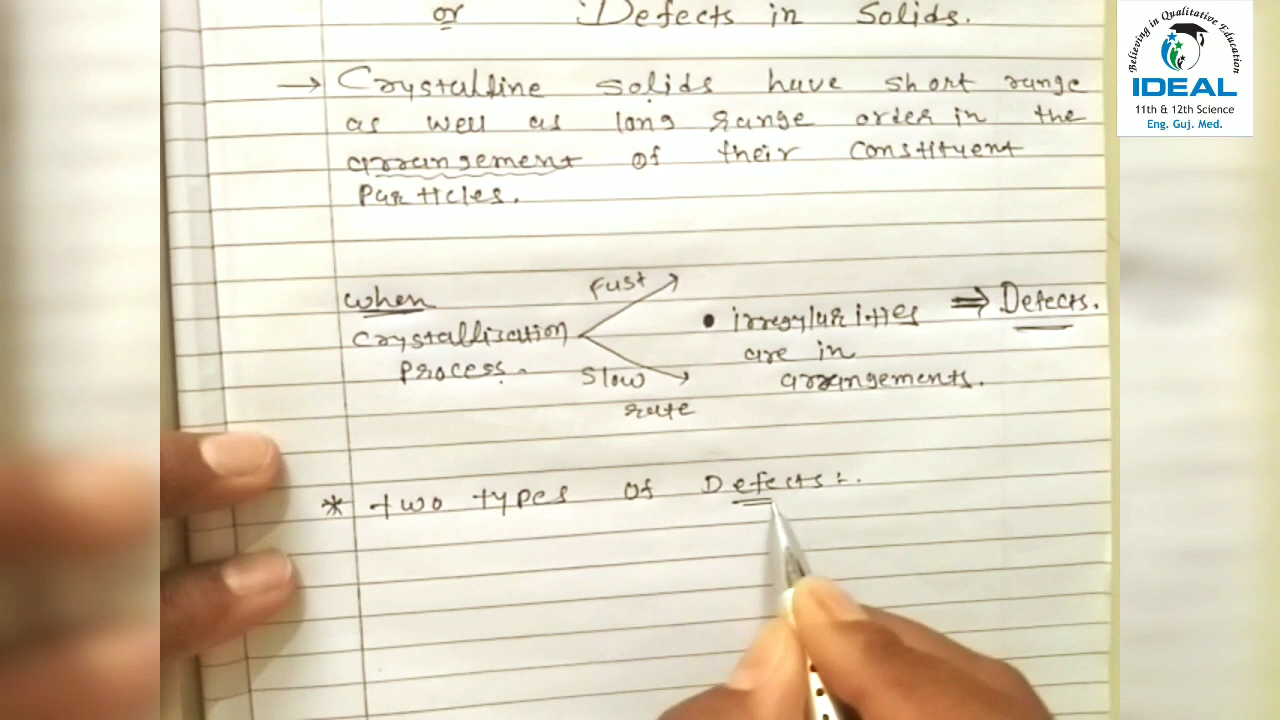 or Defects in Solids.
→ Crystalline solids have short range
as well as long range order in the
arrangement of their constituent
Particles.
when
Crystallization
process.
Fast
Slow
rate
• irregularities
are in
arrangements.
⇒ Defects.
* two types of Defects:.
Believing in Qualitative Education
IDEAL
11th & 12th Science
Eng. Guj. Med.